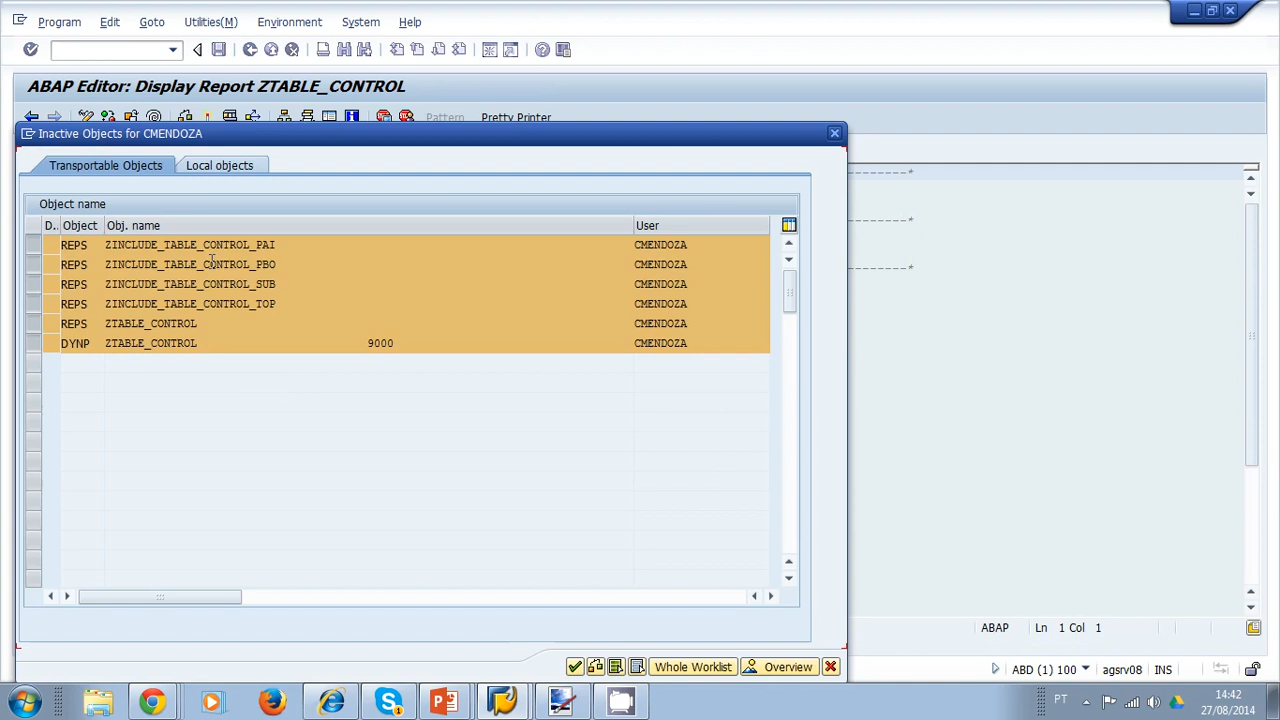 Program Edit Goto Utilities(M) Environment System Help
ABAP Editor: Display Report ZTABLE_CONTROL
Pattern Pretty Printer
Inactive Objects for CMENDOZA
Transportable Objects Local objects
Object name
D.. Object Obj. name User
REPS ZINCLUDE_TABLE_CONTROL_PAI CMENDOZA
REPS ZINCLUDE_TABLE_CONTROL_PBO CMENDOZA
REPS ZINCLUDE_TABLE_CONTROL_SUB CMENDOZA
REPS ZINCLUDE_TABLE_CONTROL_TOP CMENDOZA
REPS ZTABLE_CONTROL CMENDOZA
DYNP ZTABLE_CONTROL 9000 CMENDOZA
-------*
-------*
-------*
ABAP Ln 1 Col 1
Whole Worklist Overview
ABD (1) 100 agsrv08 INS
PT 14:42
27/08/2014